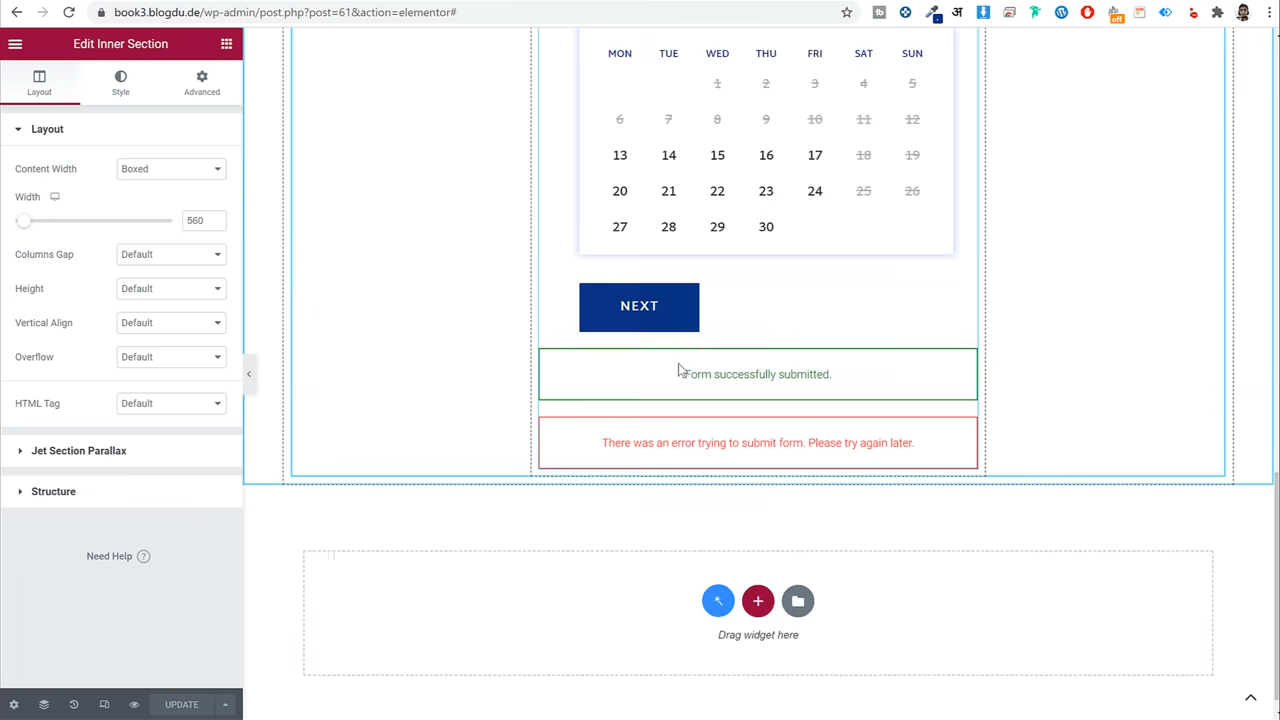 book3.blogdu.de/wp-admin/post.php?post=61&action=elementor#
अ
off
Edit Inner Section
Layout
Style
Advanced
Layout
Content Width
Boxed
Width
560
Columns Gap
Default
Height
Default
Vertical Align
Default
Overflow
Default
HTML Tag
Default
Jet Section Parallax
Structure
Need Help ?
UPDATE
MON TUE WED THU FRI SAT SUN
1 2 3 4 5
6 7 8 9 10 11 12
13 14 15 16 17 18 19
20 21 22 23 24 25 26
27 28 29 30
NEXT
Form successfully submitted.
There was an error trying to submit form. Please try again later.
Drag widget here